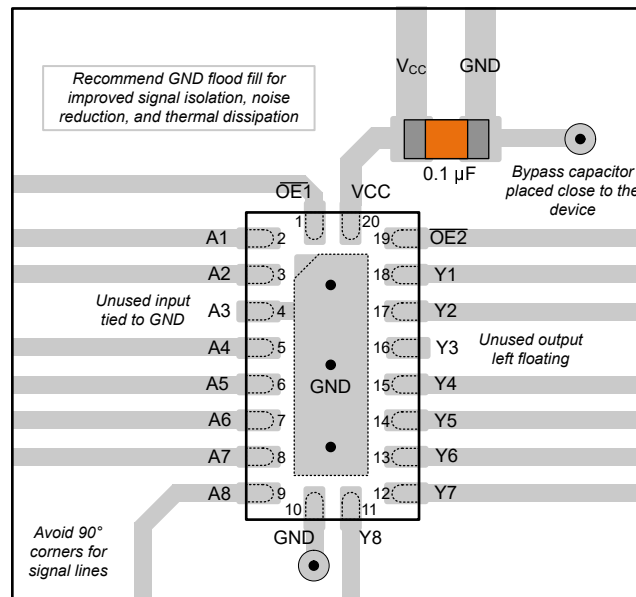 V_CC GND
Recommend GND flood fill for
improved signal isolation, noise
reduction, and thermal dissipation
0.1 µF
Bypass capacitor
placed close to the
device
O̅E̅1̅ VCC
1 20
A1 2 19 O̅E̅2̅
A2 3 18 Y1
Unused input
tied to GND
A3 4 17 Y2
A4 5 16 Y3
Unused output
left floating
A5 6 15 Y4
GND
A6 7 14 Y5
A7 8 13 Y6
A8 9 12 Y7
10 11
GND Y8
Avoid 90°
corners for
signal lines